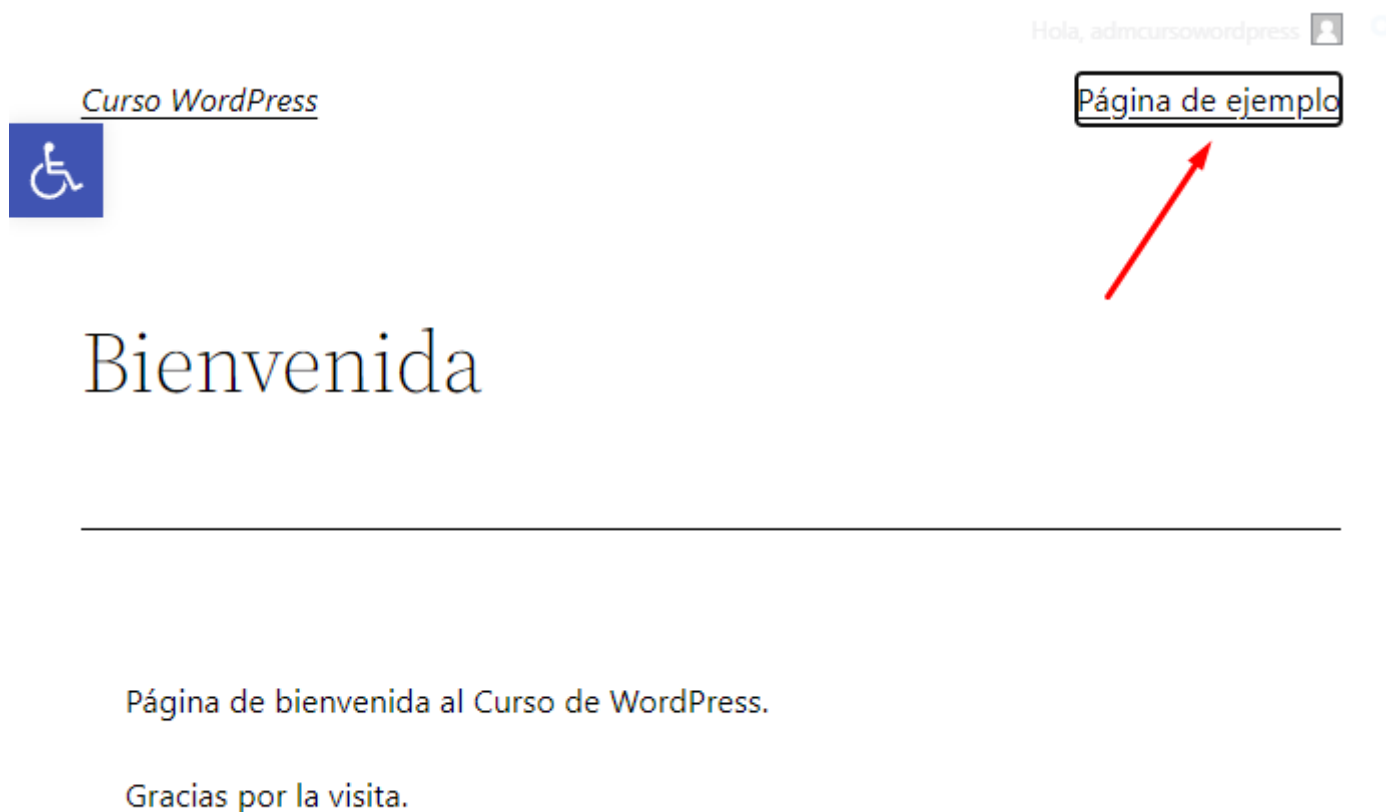 Hola, admcursowordpress
Curso WordPress
Página de ejemplo
Bienvenida
Página de bienvenida al Curso de WordPress.
Gracias por la visita.